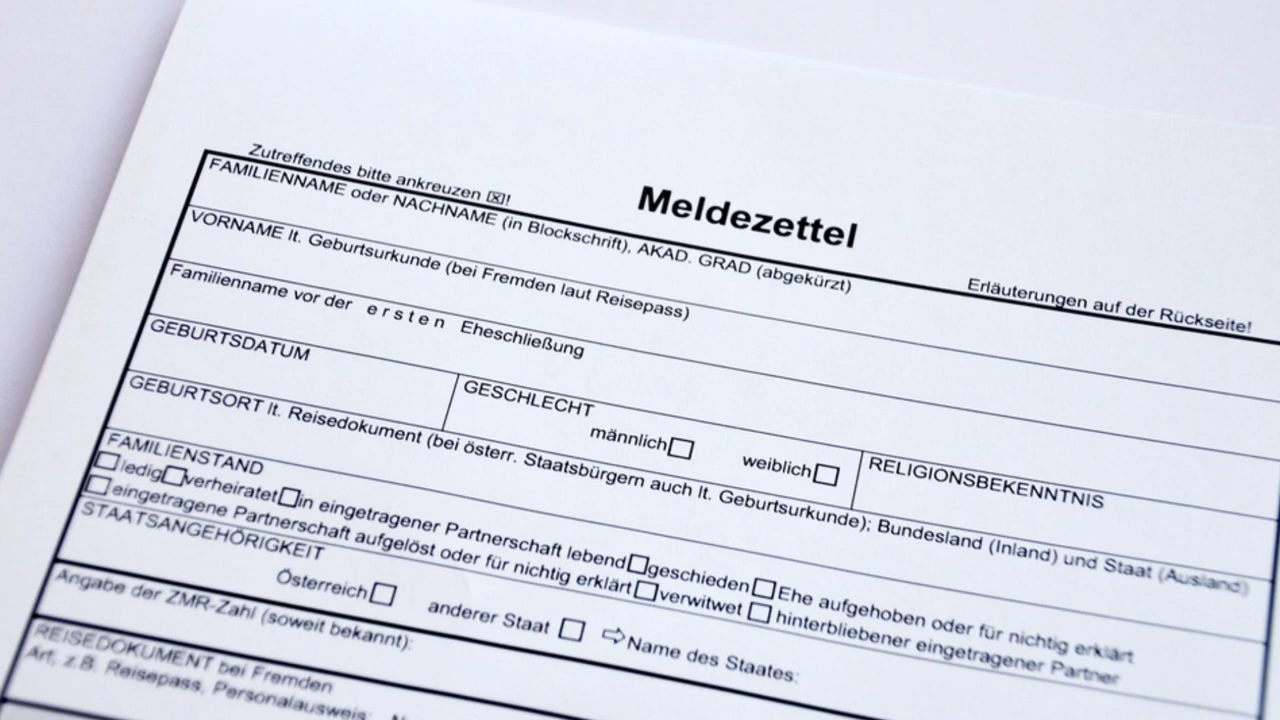 Zutreffendes bitte ankreuzen ☒!
Meldezettel
Erläuterungen auf der Rückseite!
FAMILIENNAME oder NACHNAME (in Blockschrift), AKAD. GRAD (abgekürzt)
VORNAME lt. Geburtsurkunde (bei Fremden laut Reisepass)
Familienname vor der ersten Eheschließung
GEBURTSDATUM
GESCHLECHT
männlich☐ weiblich☐
RELIGIONSBEKENNTNIS
GEBURTSORT lt. Reisedokument (bei österr. Staatsbürgern auch lt. Geburtsurkunde); Bundesland (Inland) und Staat (Ausland)
FAMILIENSTAND
☐ledig☐verheiratet☐in eingetragener Partnerschaft lebend☐geschieden☐Ehe aufgehoben oder für nichtig erklärt
☐eingetragene Partnerschaft aufgelöst oder für nichtig erklärt☐verwitwet ☐hinterbliebener eingetragener Partner
STAATSANGEHÖRIGKEIT
Österreich☐ anderer Staat ☐ ⇨Name des Staates:
Angabe der ZMR-Zahl (soweit bekannt):
REISEDOKUMENT bei Fremden
Art, z.B. Reisepass, Personalausweis: